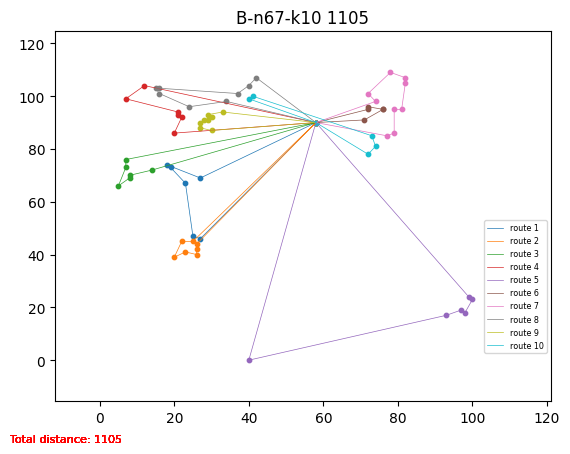 B-n67-k10 1105
120
100
80
60
40
20
0
0 20 40 60 80 100 120
route 1
route 2
route 3
route 4
route 5
route 6
route 7
route 8
route 9
route 10
Total distance: 1105